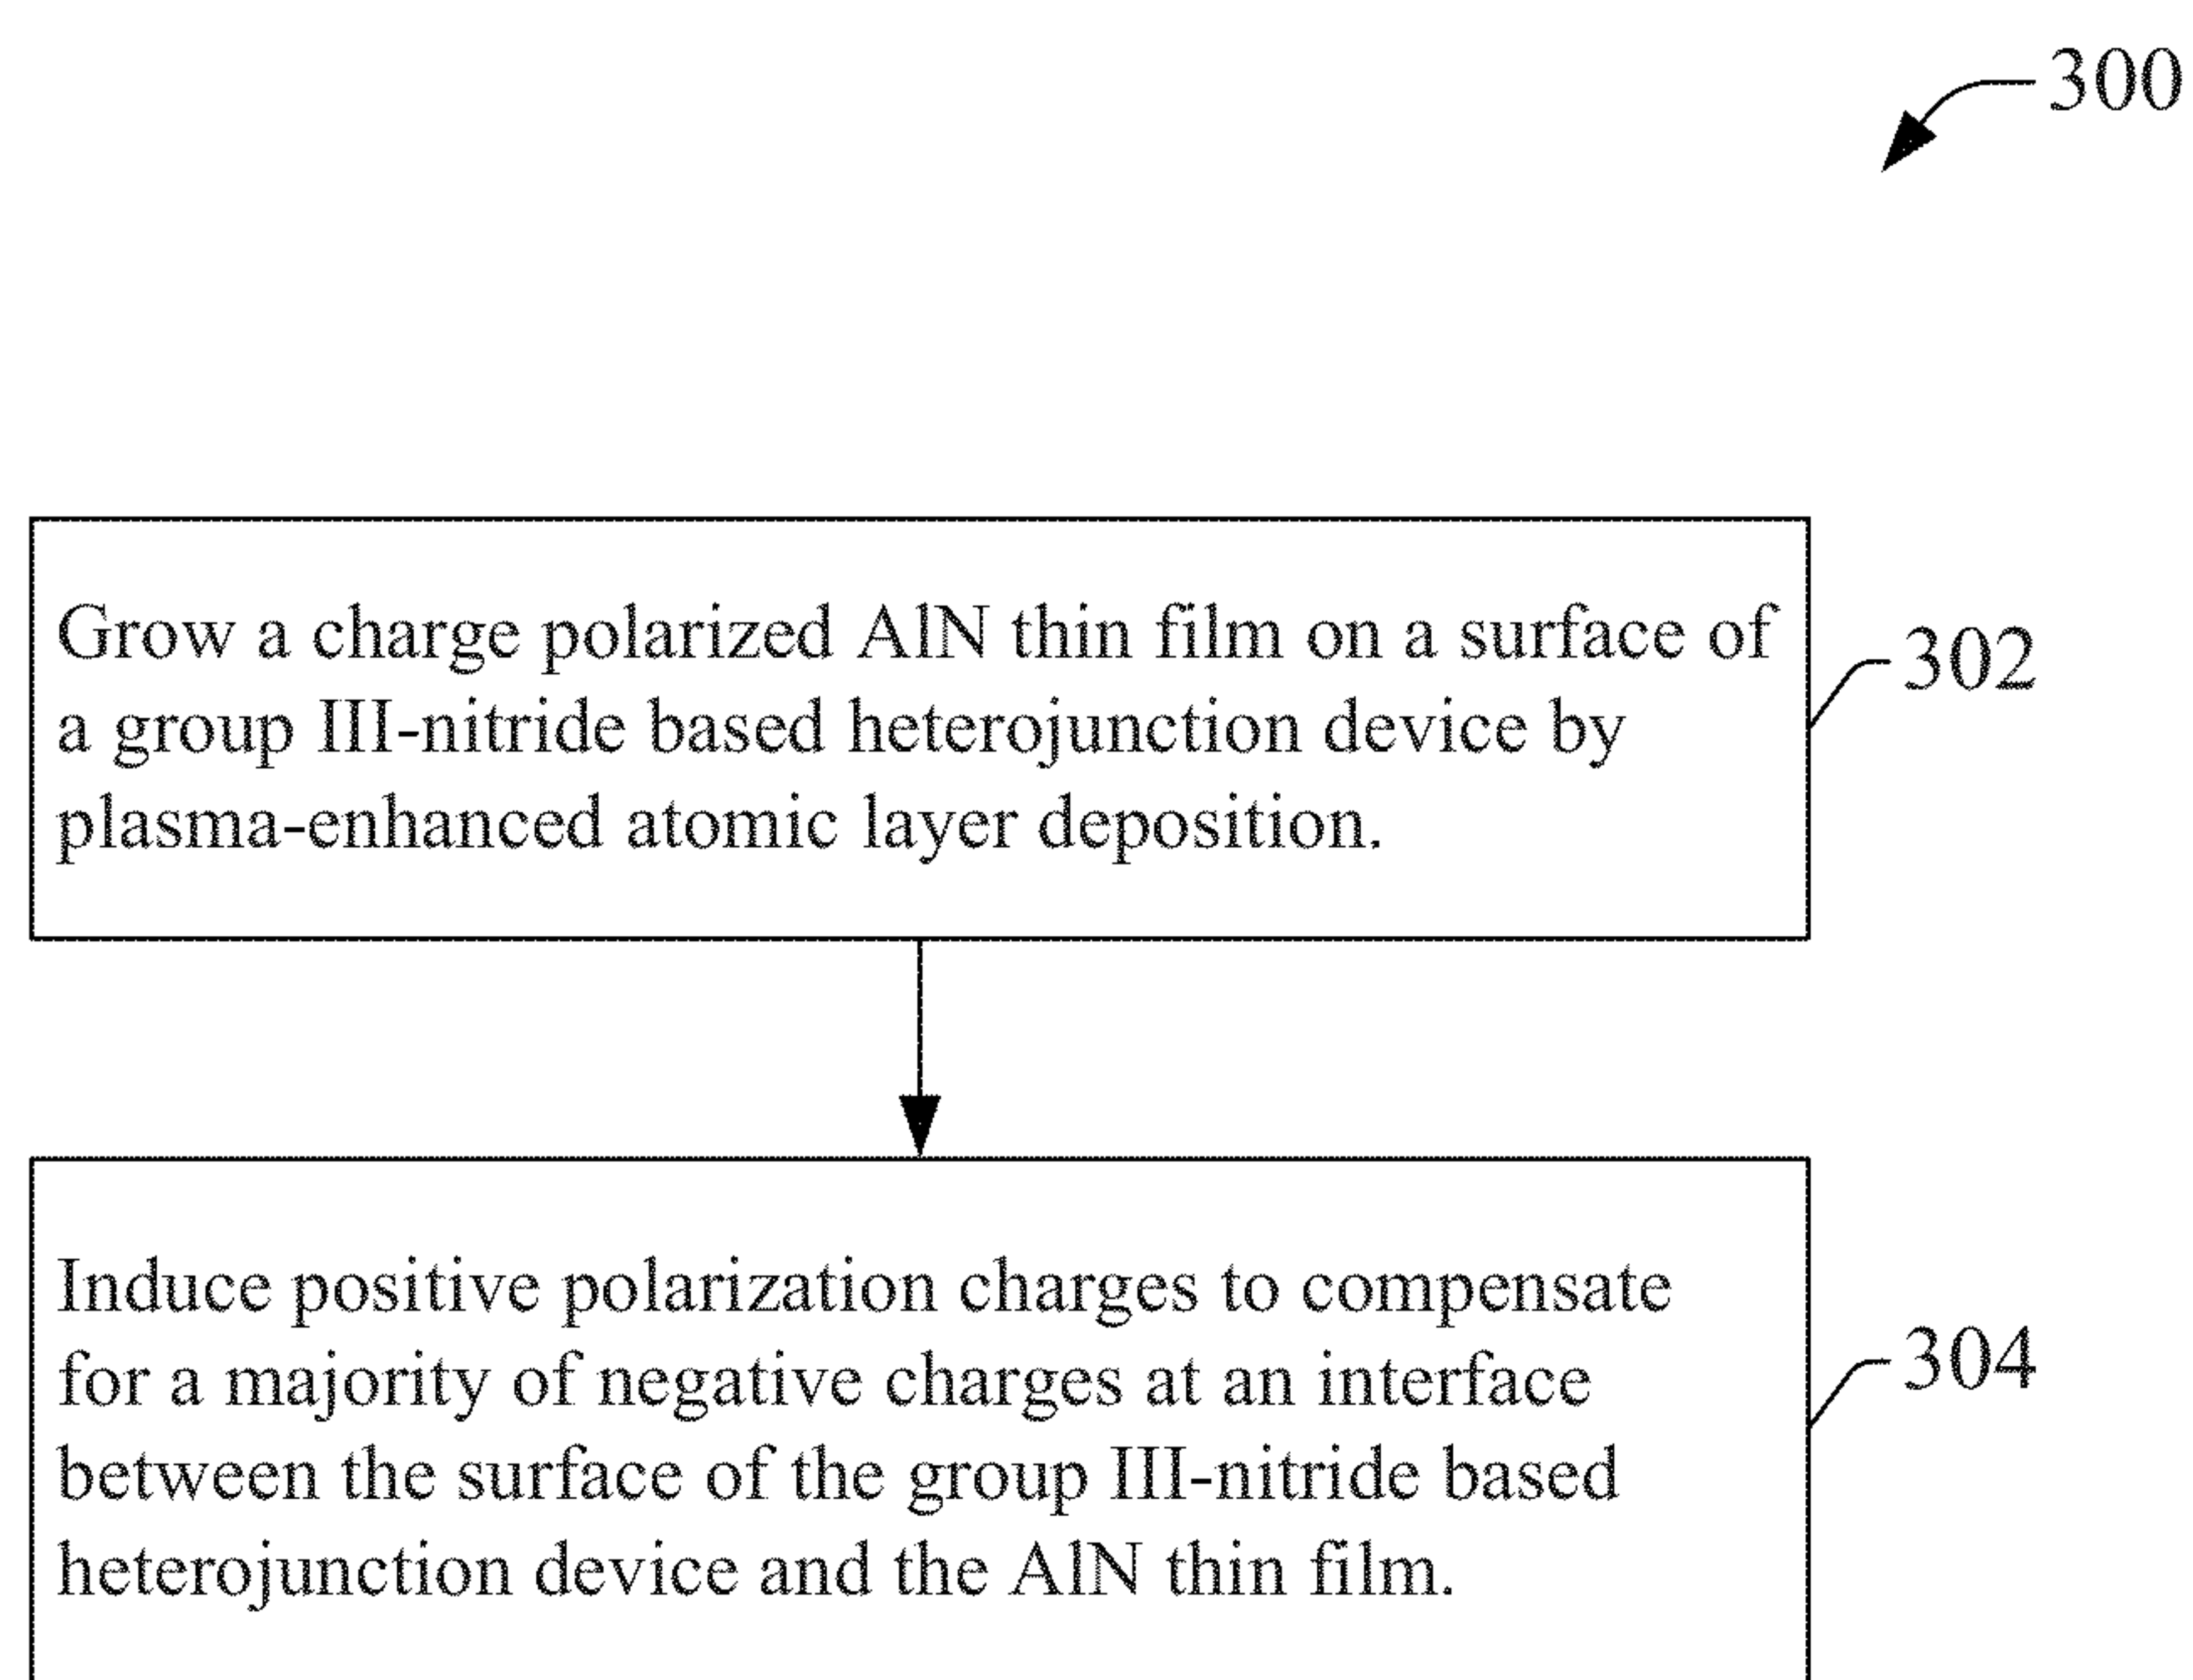 300
Grow a charge polarized AlN thin film on a surface of
a group III-nitride based heterojunction device by
plasma-enhanced atomic layer deposition.
302
Induce positive polarization charges to compensate
for a majority of negative charges at an interface
between the surface of the group III-nitride based
heterojunction device and the AlN thin film.
304